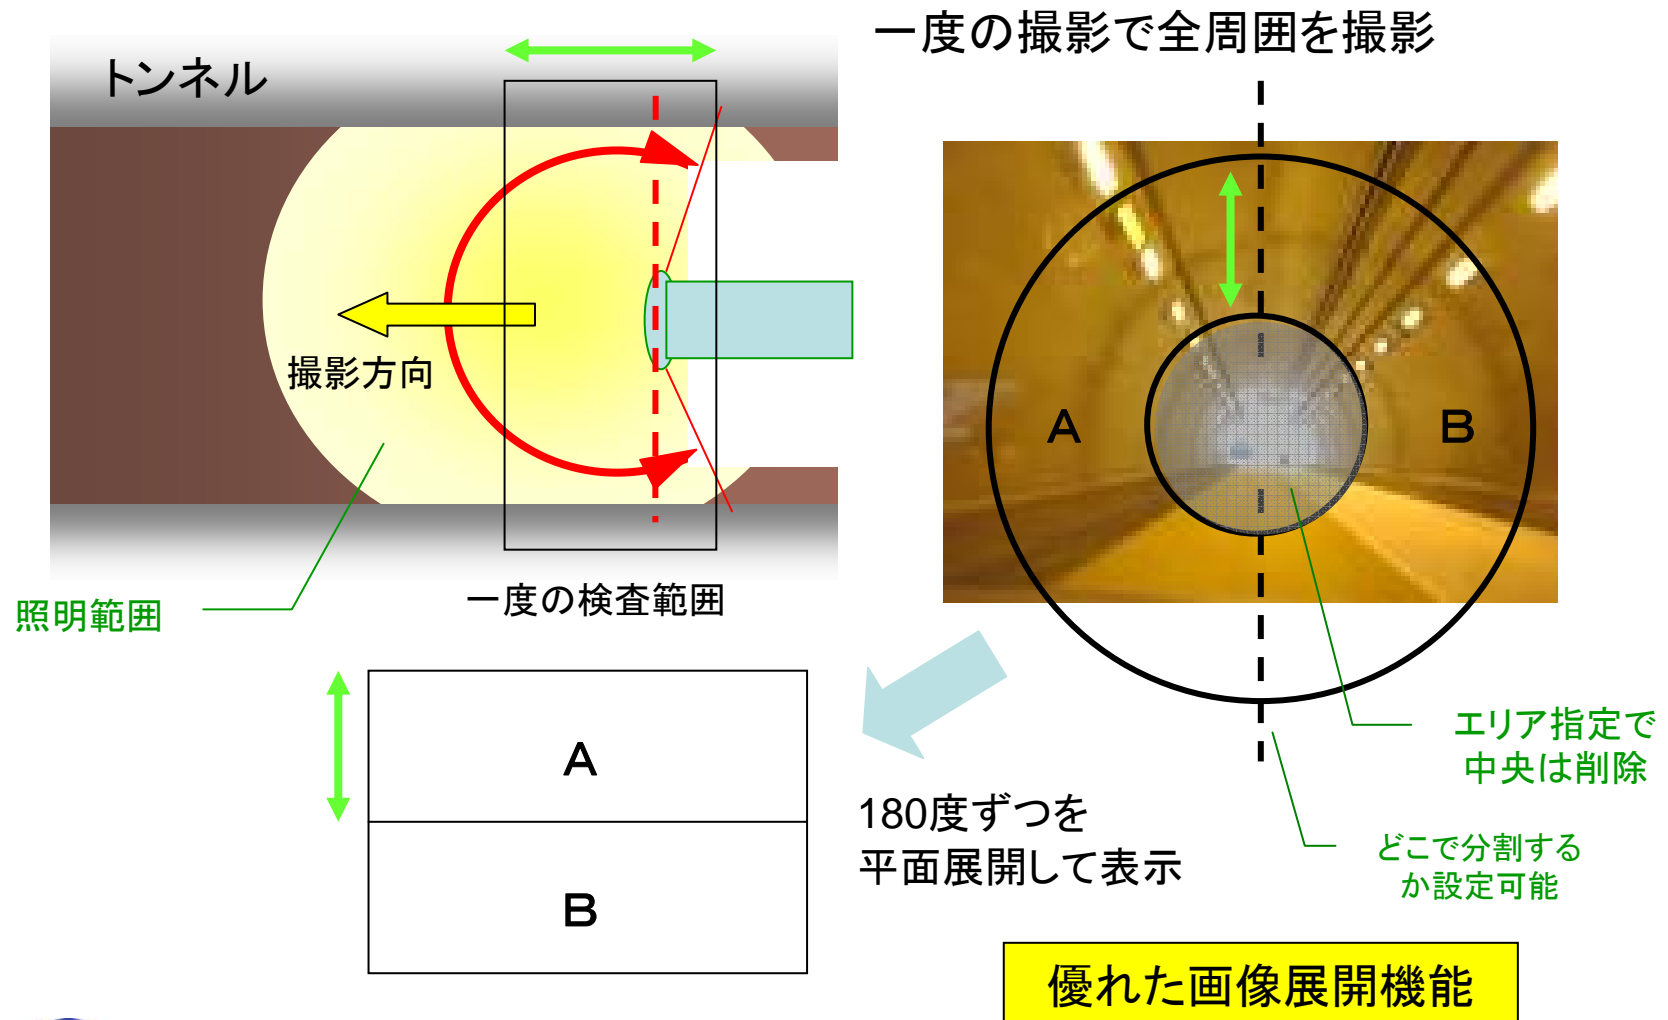 一度の撮影で全周囲を撮影
トンネル
撮影方向
A
B
照明範囲
一度の検査範囲
A
B
180度ずつを
平面展開して表示
エリア指定で
中央は削除
どこで分割する
か設定可能
優れた画像展開機能